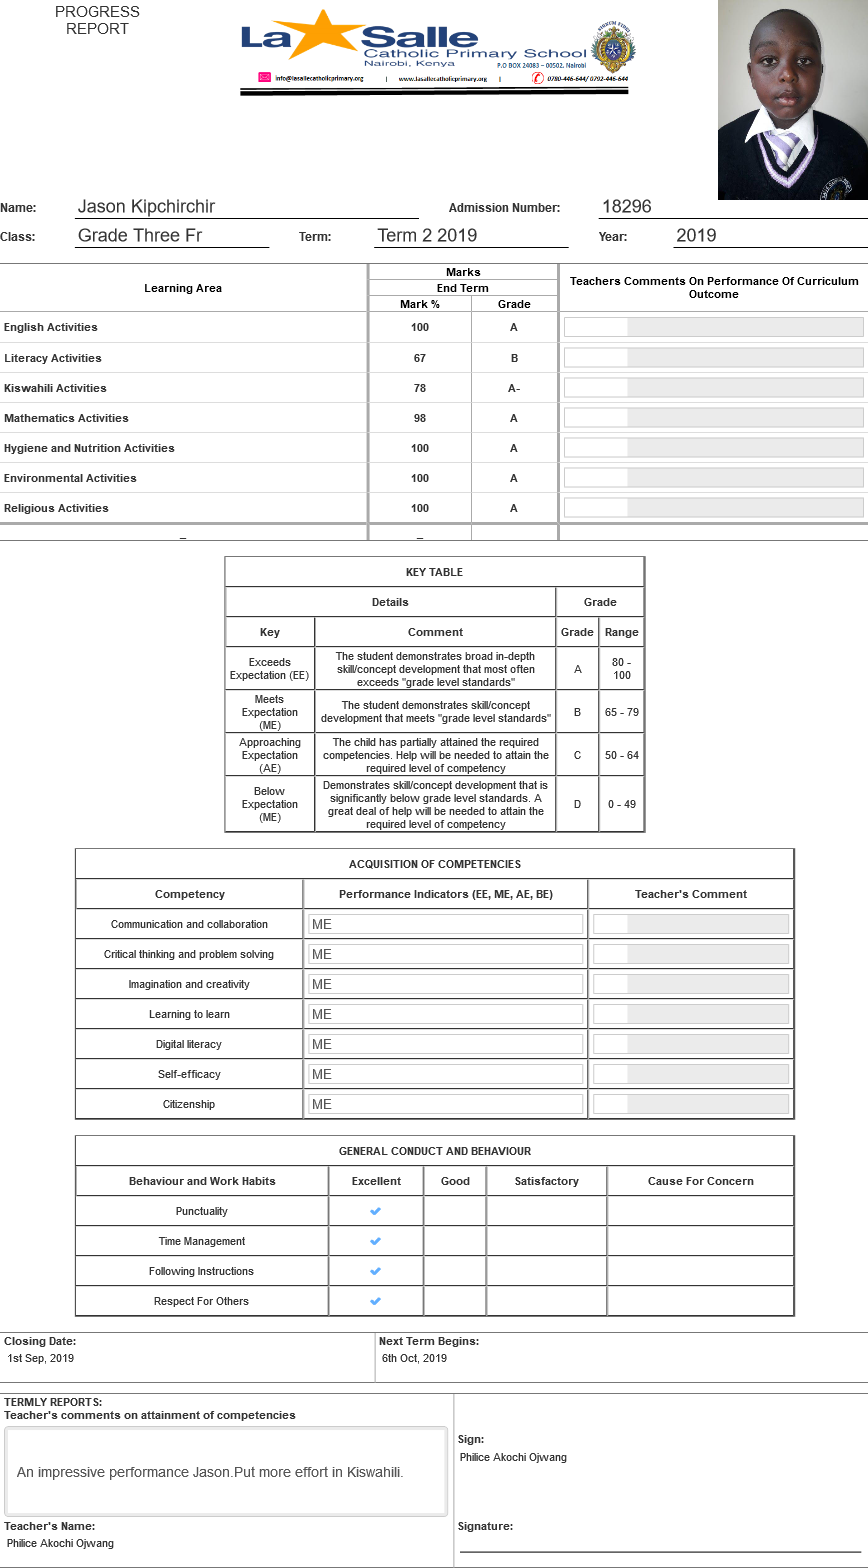 PROGRESS
REPORT
La Salle
Catholic Primary School
Nairobi, Kenya
P.O BOX 24083 – 00502, Nairobi
info@lasallecatholicprimary.org | www.lasallecatholicprimary.org | 0780-446-644/ 0792-446-644
Name: Jason Kipchirchir Admission Number: 18296
Class: Grade Three Fr Term: Term 2 2019 Year: 2019
Learning Area Marks Teachers Comments On Performance Of Curriculum Outcome
End Term
Mark % Grade
English Activities 100 A
Literacy Activities 67 B
Kiswahili Activities 78 A-
Mathematics Activities 98 A
Hygiene and Nutrition Activities 100 A
Environmental Activities 100 A
Religious Activities 100 A
_ _
KEY TABLE
Details Grade
Key Comment Grade Range
Exceeds Expectation (EE) The student demonstrates broad in-depth skill/concept development that most often exceeds "grade level standards" A 80 - 100
Meets Expectation (ME) The student demonstrates skill/concept development that meets "grade level standards" B 65 - 79
Approaching Expectation (AE) The child has partially attained the required competencies. Help will be needed to attain the required level of competency C 50 - 64
Below Expectation (ME) Demonstrates skill/concept development that is significantly below grade level standards. A great deal of help will be needed to attain the required level of competency D 0 - 49
ACQUISITION OF COMPETENCIES
Competency Performance Indicators (EE, ME, AE, BE) Teacher's Comment
Communication and collaboration ME
Critical thinking and problem solving ME
Imagination and creativity ME
Learning to learn ME
Digital literacy ME
Self-efficacy ME
Citizenship ME
GENERAL CONDUCT AND BEHAVIOUR
Behaviour and Work Habits Excellent Good Satisfactory Cause For Concern
Punctuality
Time Management
Following Instructions
Respect For Others
Closing Date: Next Term Begins:
1st Sep, 2019 6th Oct, 2019
TERMLY REPORTS:
Teacher's comments on attainment of competencies
Sign:
Philice Akochi Ojwang
An impressive performance Jason.Put more effort in Kiswahili.
Teacher's Name: Signature:
Philice Akochi Ojwang